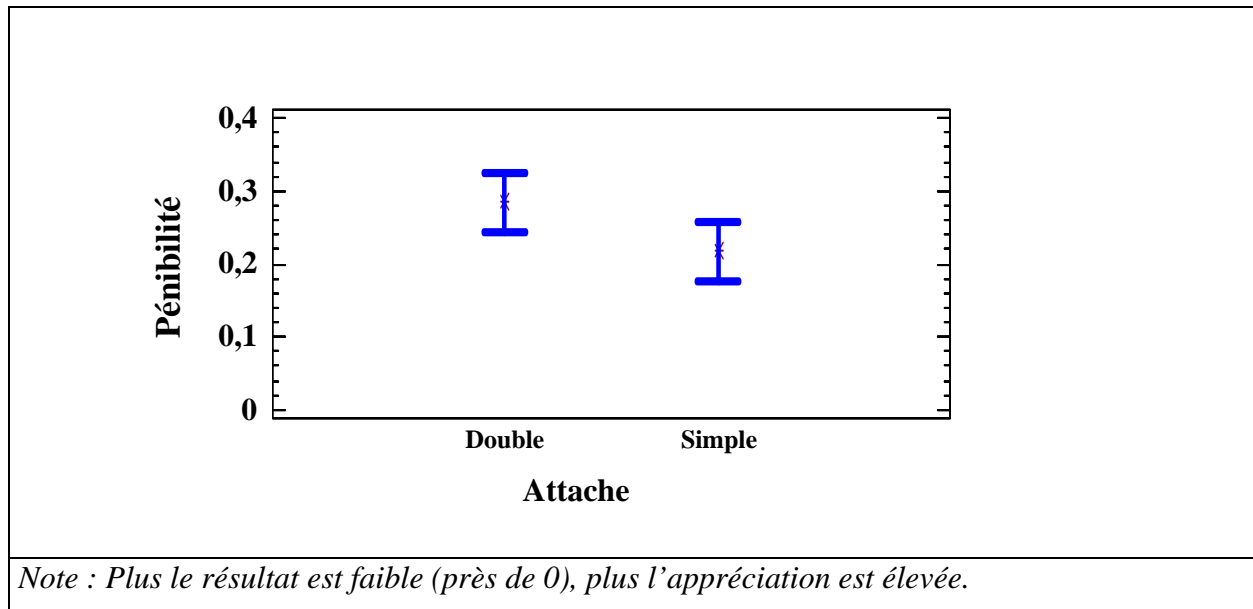 0,4
0,3
0,2
0,1
0
Pénibilité
Double Simple
Attache
Note : Plus le résultat est faible (près de 0), plus l’appréciation est élevée.